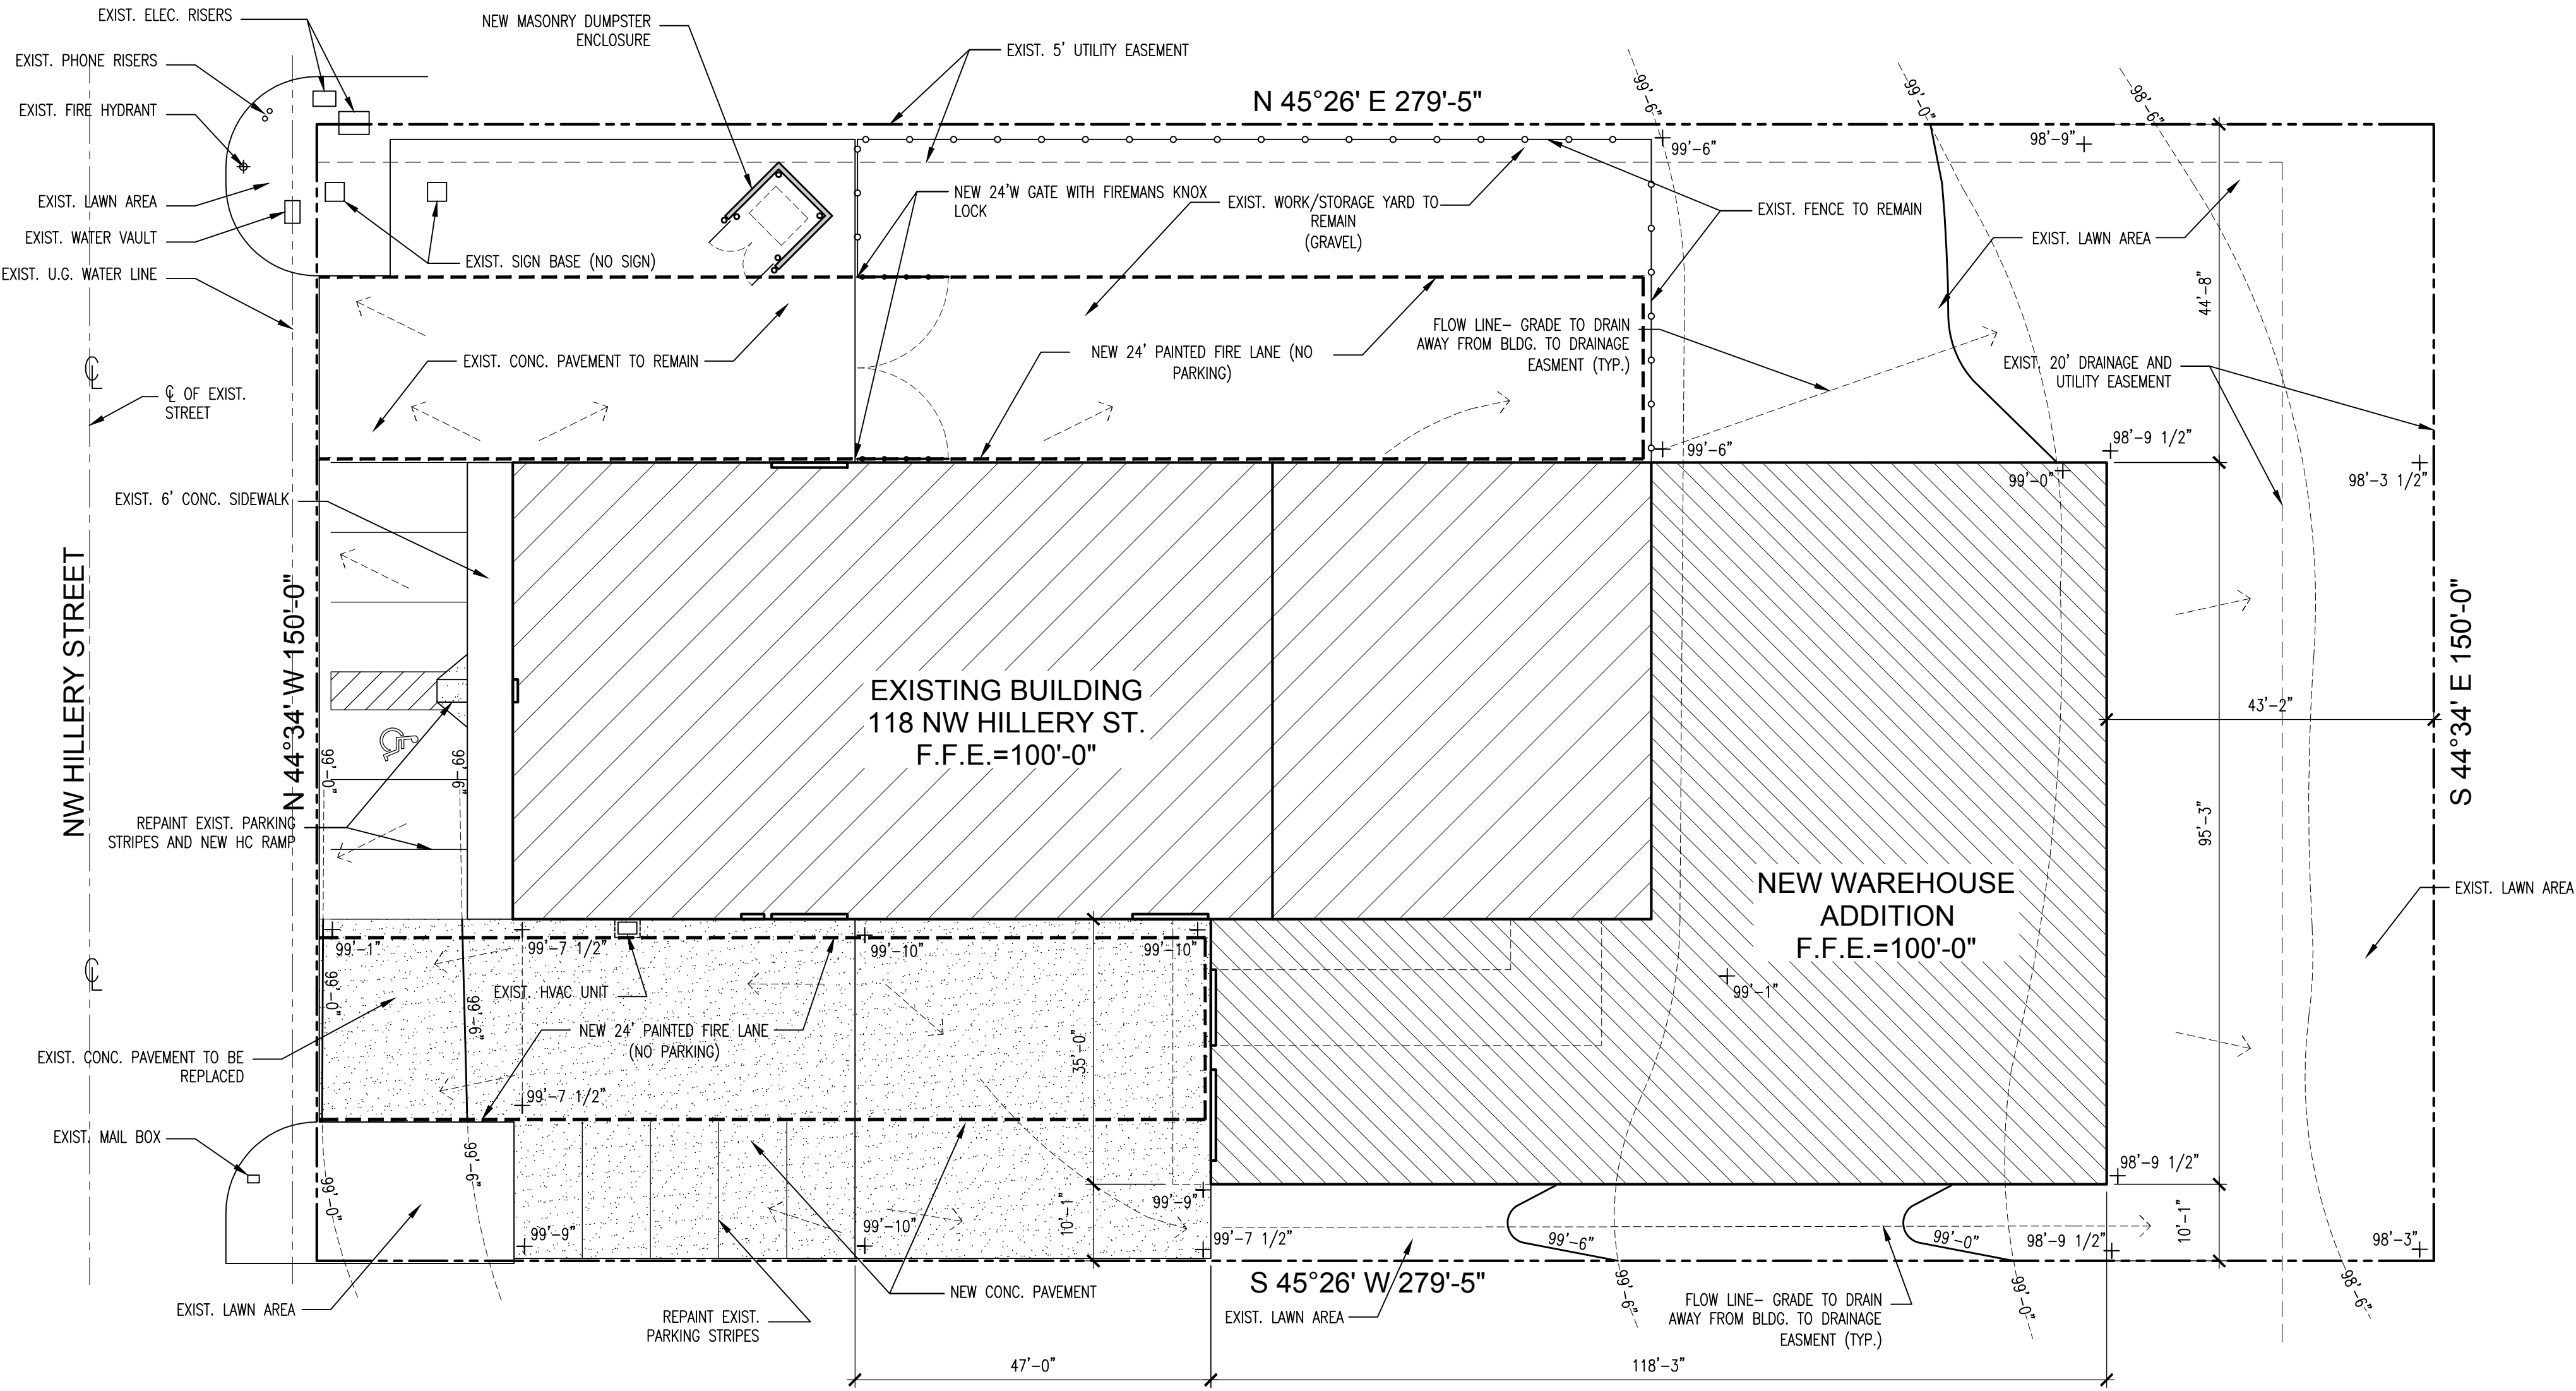 EXIST. ELEC. RISERS
EXIST. PHONE RISERS
EXIST. FIRE HYDRANT
EXIST. LAWN AREA
EXIST. WATER VAULT
EXIST. U.G. WATER LINE
NEW MASONRY DUMPSTER
ENCLOSURE
EXIST. 5' UTILITY EASEMENT
N 45°26' E 279'-5"
99'-6"
99'-0"
98'-6"
99'-6"
98'-9"
NEW 24'W GATE WITH FIREMANS KNOX
LOCK
EXIST. WORK/STORAGE YARD TO
REMAIN
(GRAVEL)
EXIST. FENCE TO REMAIN
EXIST. LAWN AREA
EXIST. SIGN BASE (NO SIGN)
44'-8"
FLOW LINE- GRADE TO DRAIN
AWAY FROM BLDG. TO DRAINAGE
EASMENT (TYP.)
EXIST. CONC. PAVEMENT TO REMAIN
NEW 24' PAINTED FIRE LANE (NO
PARKING)
EXIST. 20' DRAINAGE AND
UTILITY EASEMENT
CL
CL OF EXIST.
STREET
99'-6"
98'-9 1/2"
99'-0"
98'-3 1/2"
EXIST. 6' CONC. SIDEWALK
NW HILLERY STREET
N 44°34' W 150'-0"
EXISTING BUILDING
118 NW HILLERY ST.
F.F.E.=100'-0"
43'-2"
S 44°34' E 150'-0"
99'-0"
99'-6"
REPAINT EXIST. PARKING
STRIPES AND NEW HC RAMP
95'-3"
NEW WAREHOUSE
ADDITION
F.F.E.=100'-0"
EXIST. LAWN AREA
99'-1"
99'-7 1/2"
99'-10"
99'-10"
CL
99'-0"
99'-6"
EXIST. HVAC UNIT
99'-1"
NEW 24' PAINTED FIRE LANE
(NO PARKING)
35'-0"
EXIST. CONC. PAVEMENT TO BE
REPLACED
99'-7 1/2"
EXIST. MAIL BOX
99'-0"
99'-6"
98'-9 1/2"
99'-9"
10'-1"
10'-1"
99'-9"
99'-10"
99'-7 1/2"
99'-6"
99'-0"
98'-9 1/2"
98'-3"
S 45°26' W 279'-5"
99'-6"
99'-0"
98'-6"
NEW CONC. PAVEMENT
EXIST. LAWN AREA
REPAINT EXIST.
PARKING STRIPES
EXIST. LAWN AREA
FLOW LINE- GRADE TO DRAIN
AWAY FROM BLDG. TO DRAINAGE
EASMENT (TYP.)
47'-0"
118'-3"